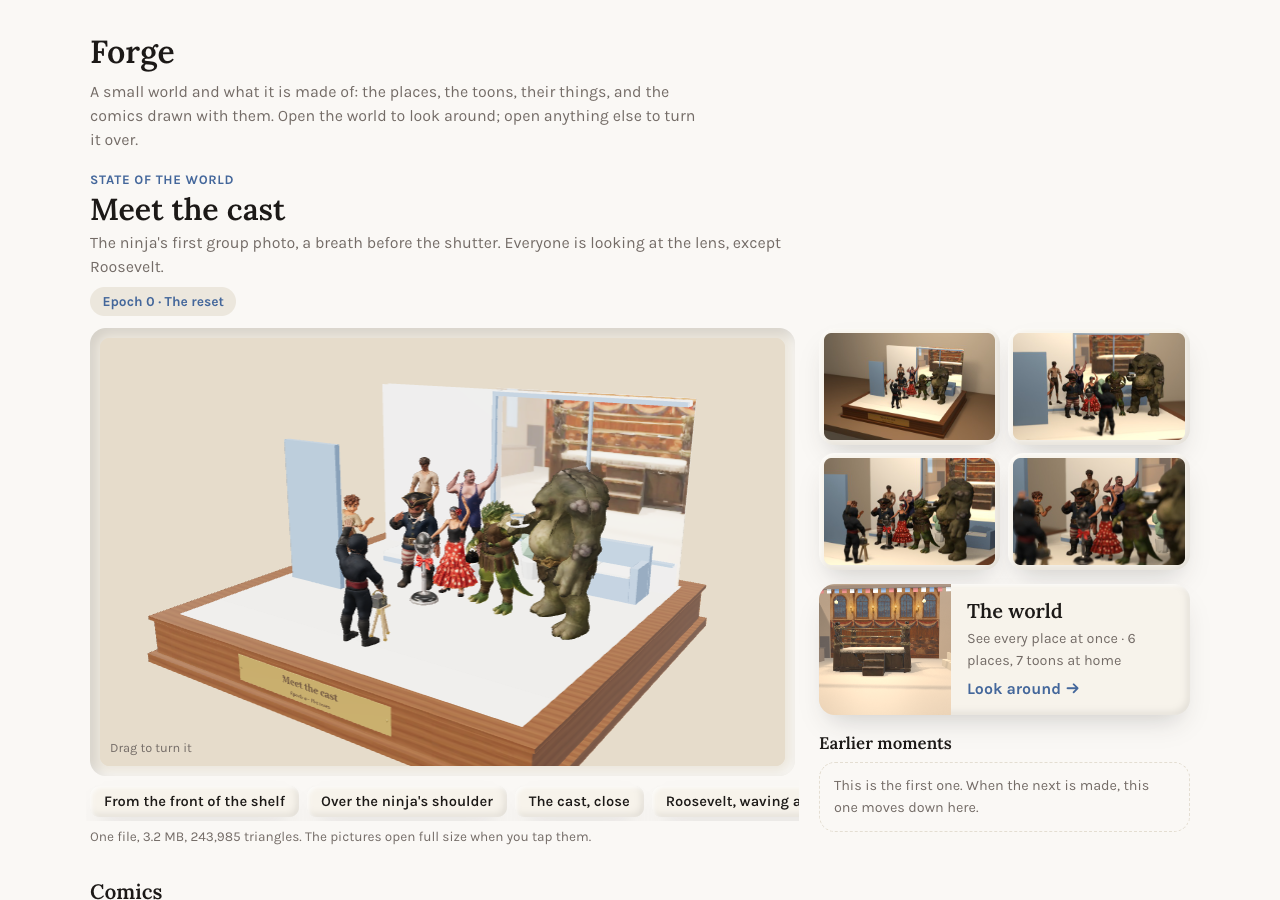 Forge
A small world and what it is made of: the places, the toons, their things, and the
comics drawn with them. Open the world to look around; open anything else to turn
it over.
STATE OF THE WORLD
Meet the cast
The ninja's first group photo, a breath before the shutter. Everyone is looking at the lens, except
Roosevelt.
Epoch 0 · The reset
Meet the cast
Drag to turn it
From the front of the shelf
Over the ninja's shoulder
The cast, close
Roosevelt, waving a
One file, 3.2 MB, 243,985 triangles. The pictures open full size when you tap them.
The world
See every place at once · 6
places, 7 toons at home
Look around →
Earlier moments
This is the first one. When the next is made, this
one moves down here.
Comics